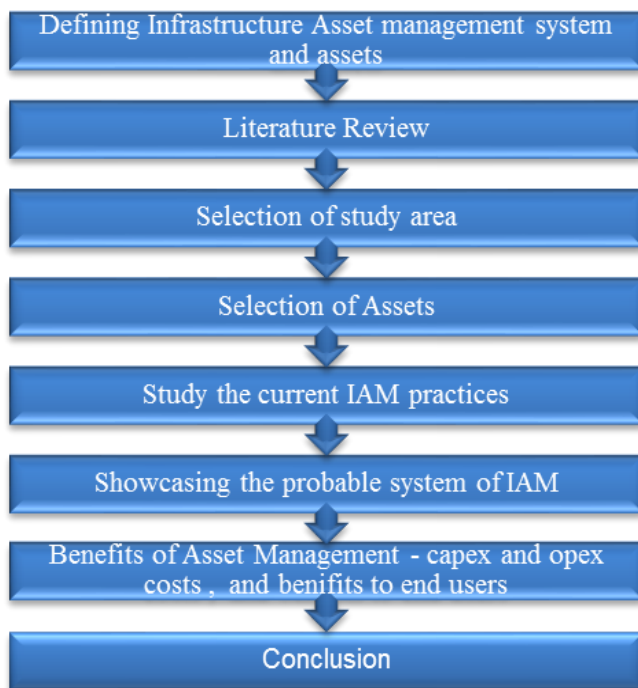 Defining Infrastructure Asset management system
and assets
Literature Review
Selection of study area
Selection of Assets
Study the current IAM practices
Showcasing the probable system of IAM
Benefits of Asset Management - capex and opex
costs , and benifits to end users
Conclusion